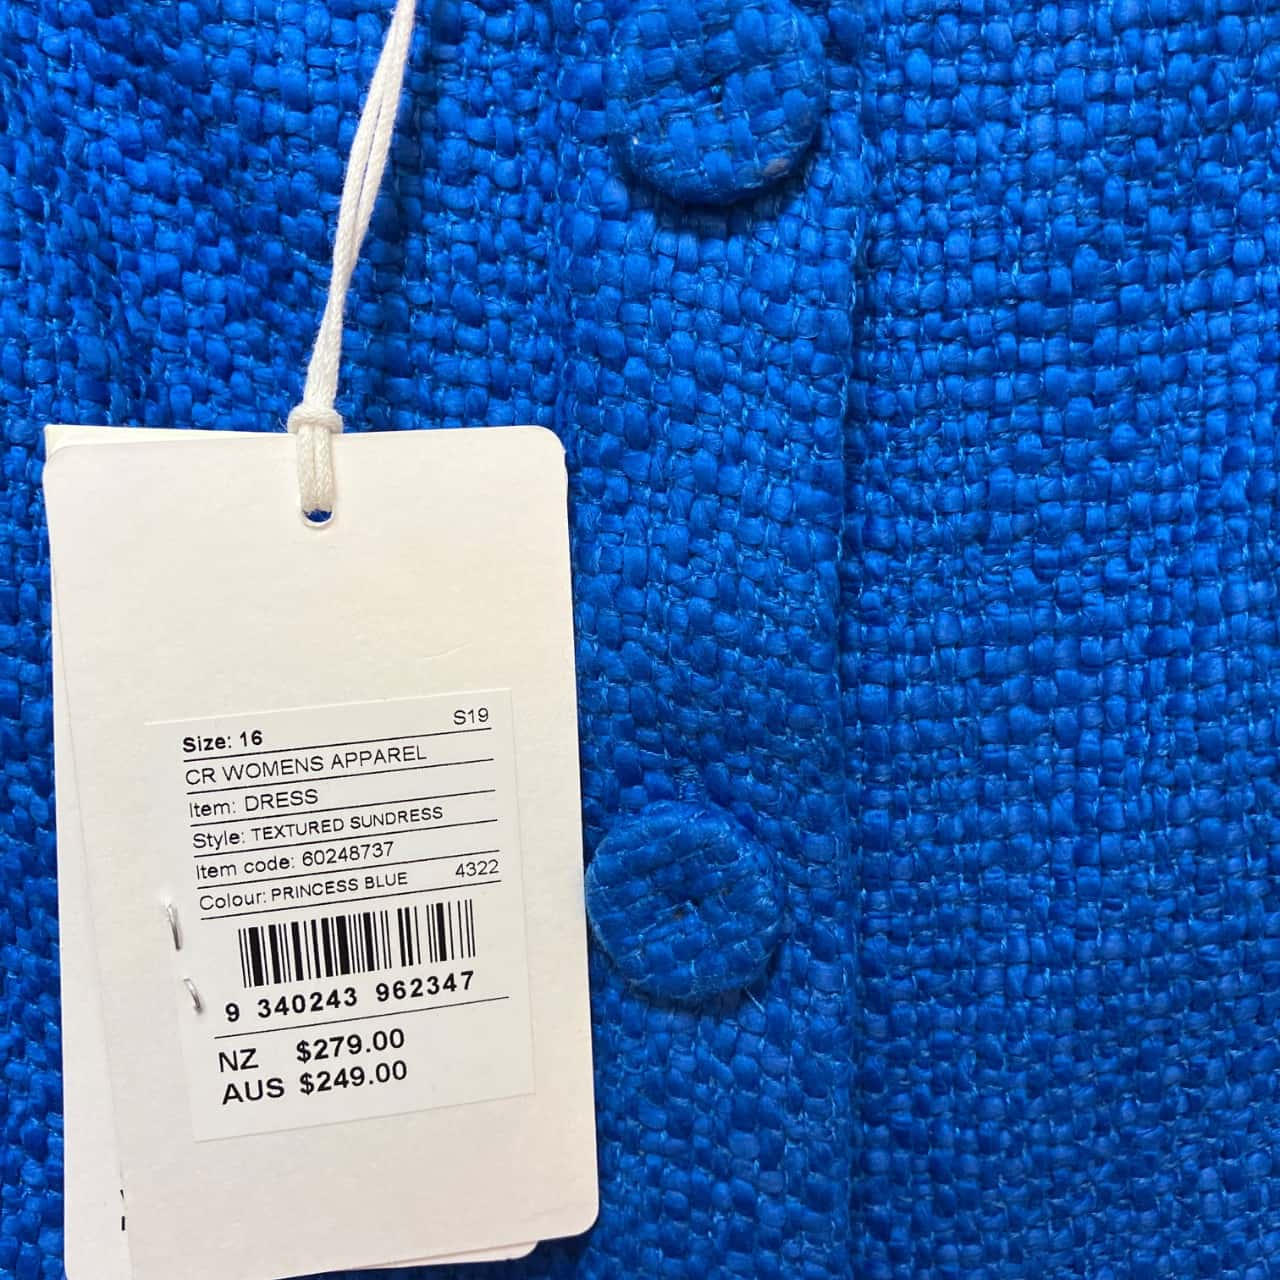 Size: 16 S19
CR WOMENS APPAREL
Item: DRESS
Style: TEXTURED SUNDRESS
Item code: 60248737
Colour: PRINCESS BLUE 4322
9 340243 962347
NZ $279.00
AUS $249.00